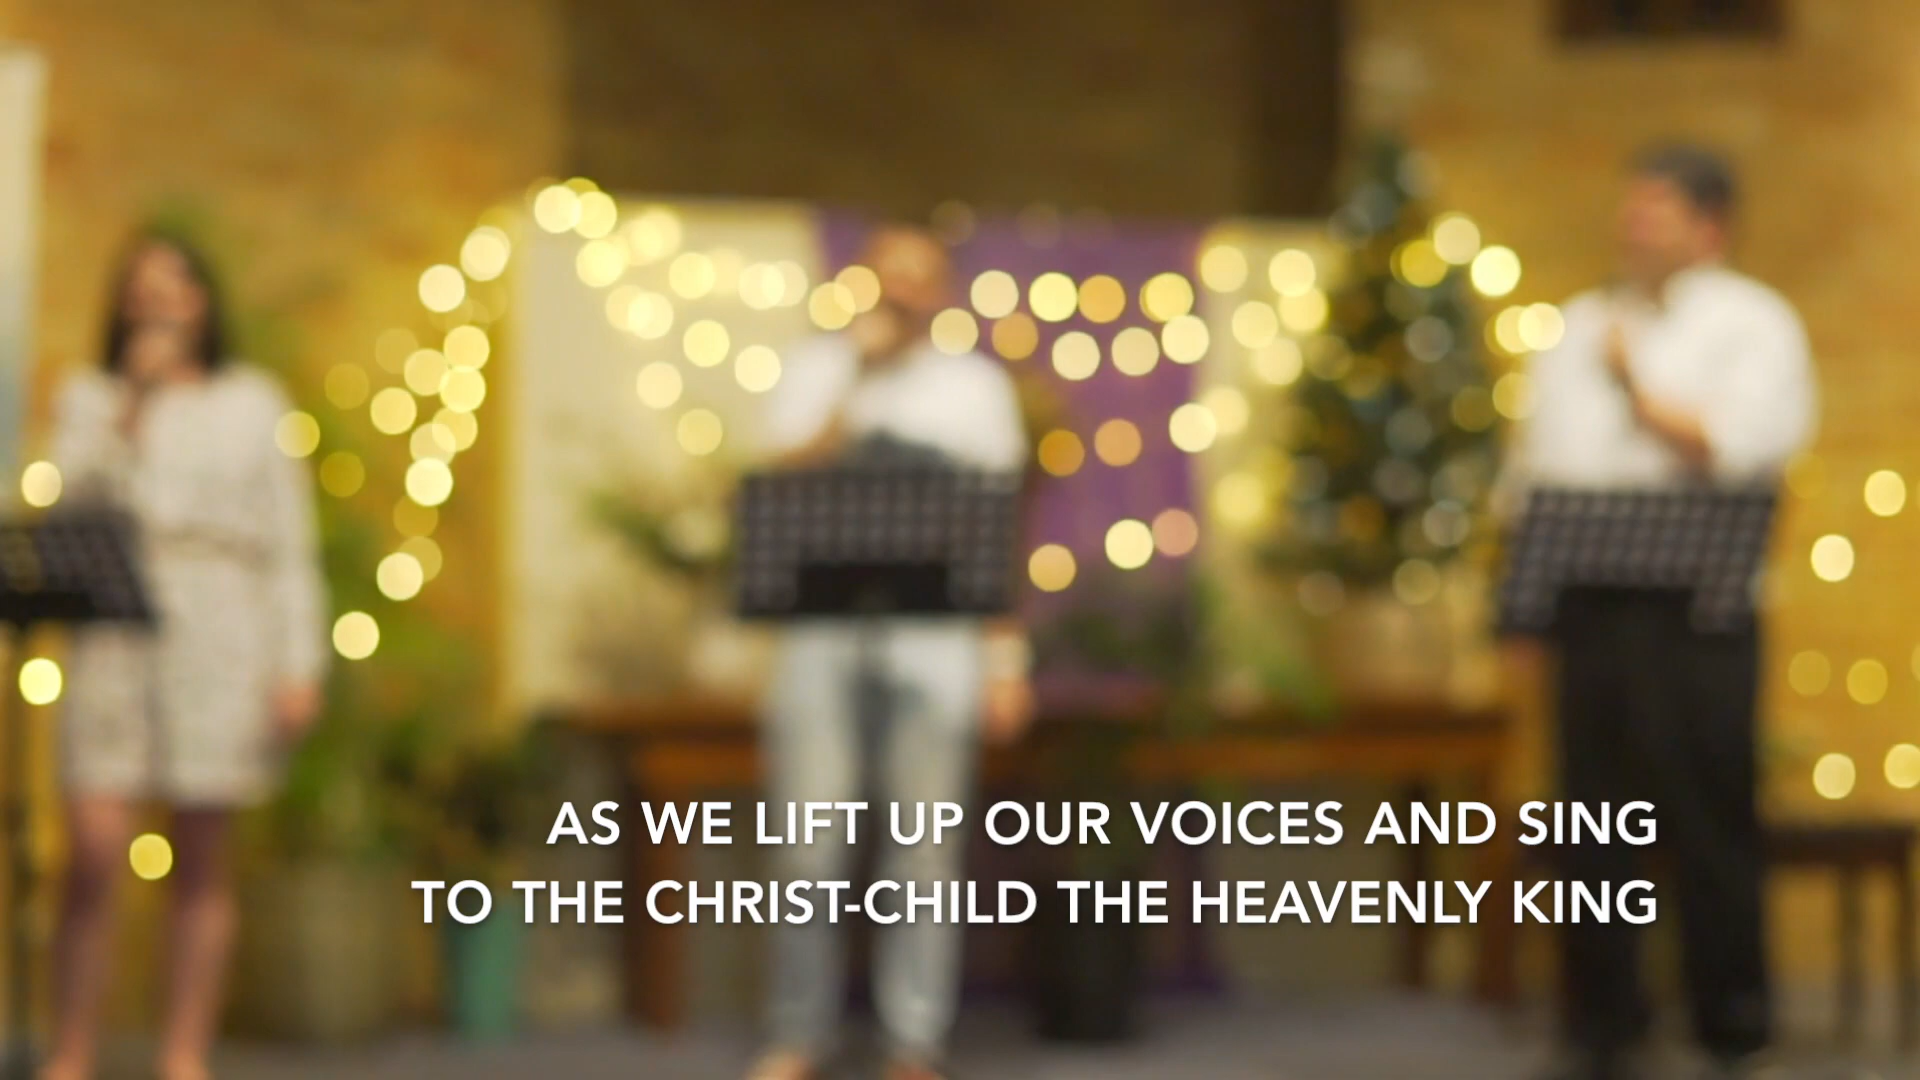 AS WE LIFT UP OUR VOICES AND SING
TO THE CHRIST-CHILD THE HEAVENLY KING